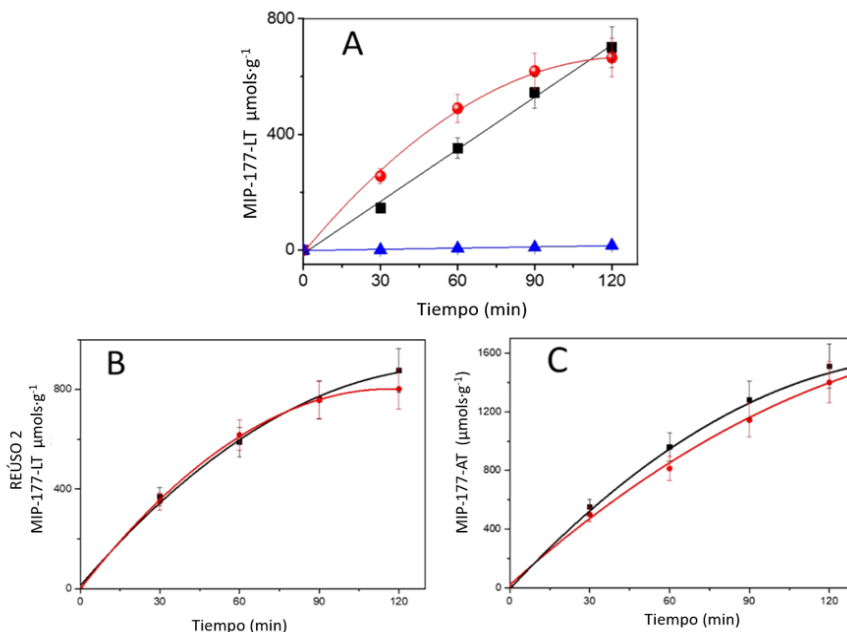 A
MIP-177-LT µmols·g-1
800
400
0
0
30
60
90
120
Tiempo (min)
B
REÚSO 2
MIP-177-LT µmols·g-1
800
400
0
0
30
60
90
120
Tiempo (min)
C
MIP-177-AT (µmols·g-1)
1600
1200
800
400
0
0
30
60
90
120
Tiempo (min)